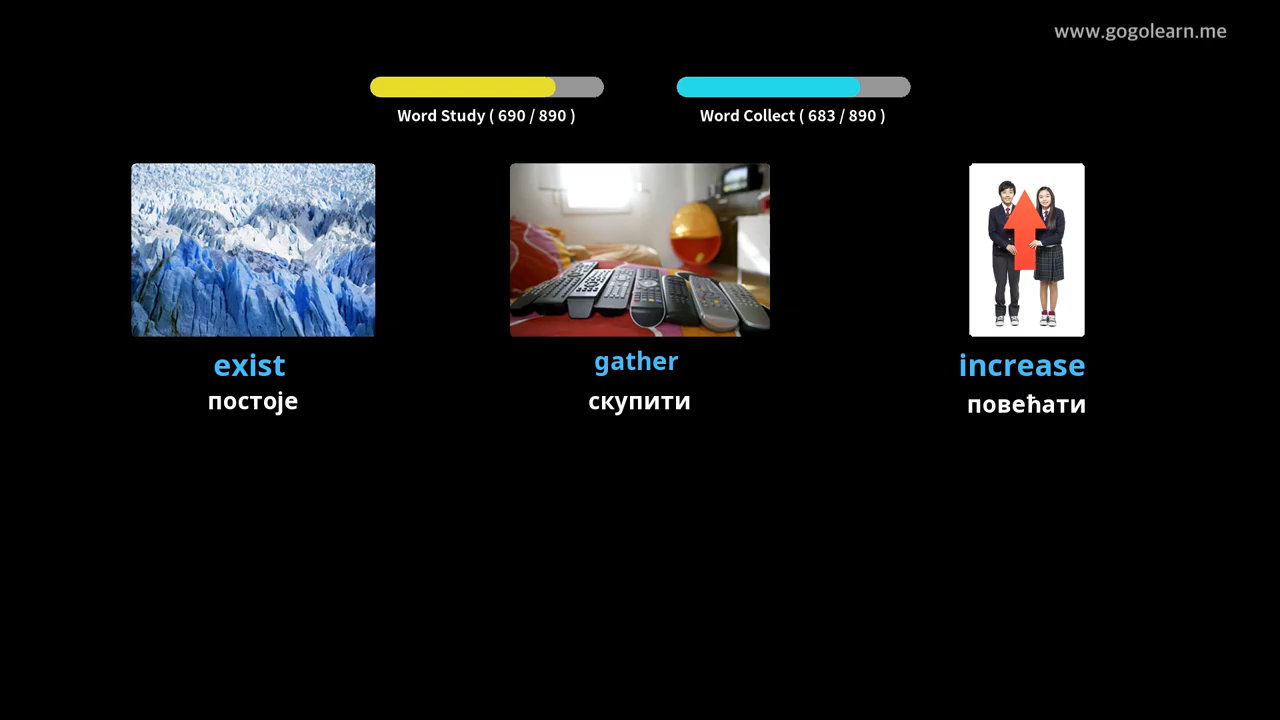 www.gogolearn.me
Word Study ( 690 / 890 )
Word Collect ( 683 / 890 )
exist
постоје
gather
скупити
increase
повећати